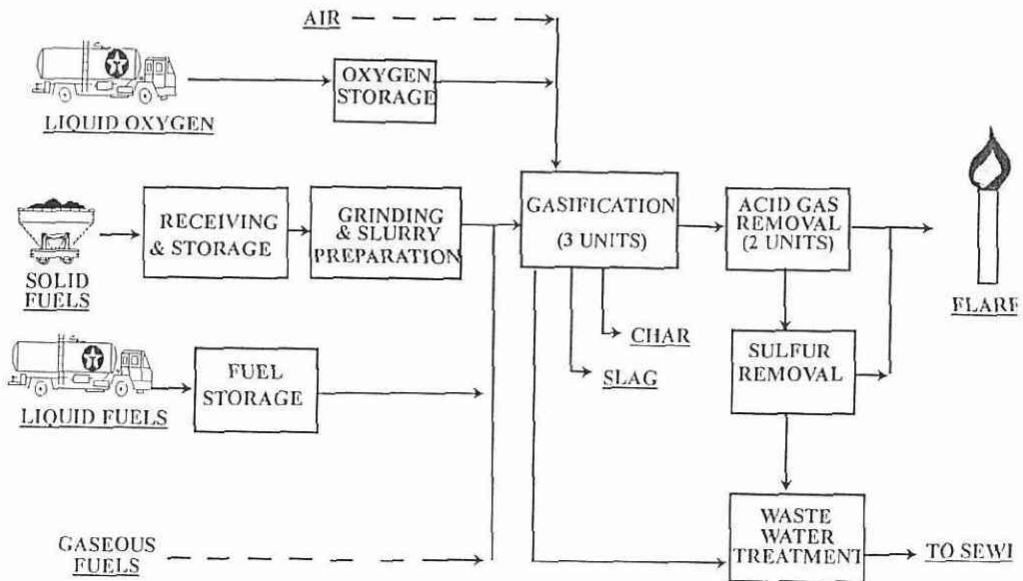 AIR
LIQUID OXYGEN
OXYGEN
STORAGE
SOLID
FUELS
RECEIVING
& STORAGE
GRINDING
& SLURRY
PREPARATION
GASIFICATION
(3 UNITS)
ACID GAS
REMOVAL
(2 UNITS)
FLARE
CHAR
SLAG
SULFUR
REMOVAL
LIQUID FUELS
FUEL
STORAGE
GASEOUS
FUELS
WASTE
WATER
TREATMENT
TO SEWI